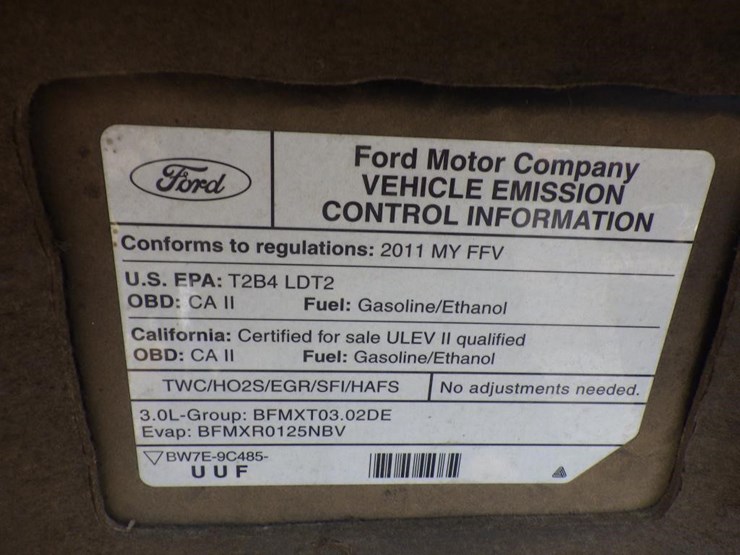 Ford
Ford Motor Company
VEHICLE EMISSION
CONTROL INFORMATION
Conforms to regulations: 2011 MY FFV
U.S. EPA: T2B4 LDT2
OBD: CA II Fuel: Gasoline/Ethanol
California: Certified for sale ULEV II qualified
OBD: CA II Fuel: Gasoline/Ethanol
TWC/HO2S/EGR/SFI/HAFS No adjustments needed.
3.0L-Group: BFMXT03.02DE
Evap: BFMXR0125NBV
BW7E-9C485-
UUF